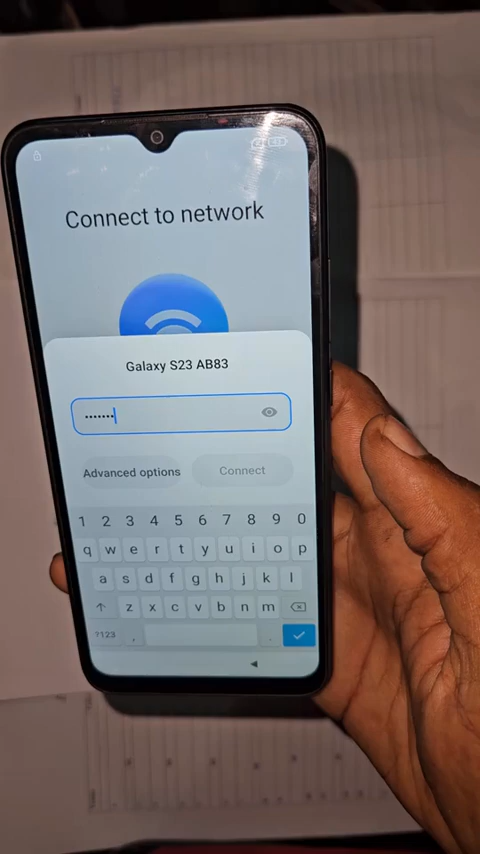 Connect to network
Galaxy S23 AB83
•••••••
Advanced options Connect
1 2 3 4 5 6 7 8 9 0
q w e r t y u i o p
a s d f g h j k l
z x c v b n m
?123 , .